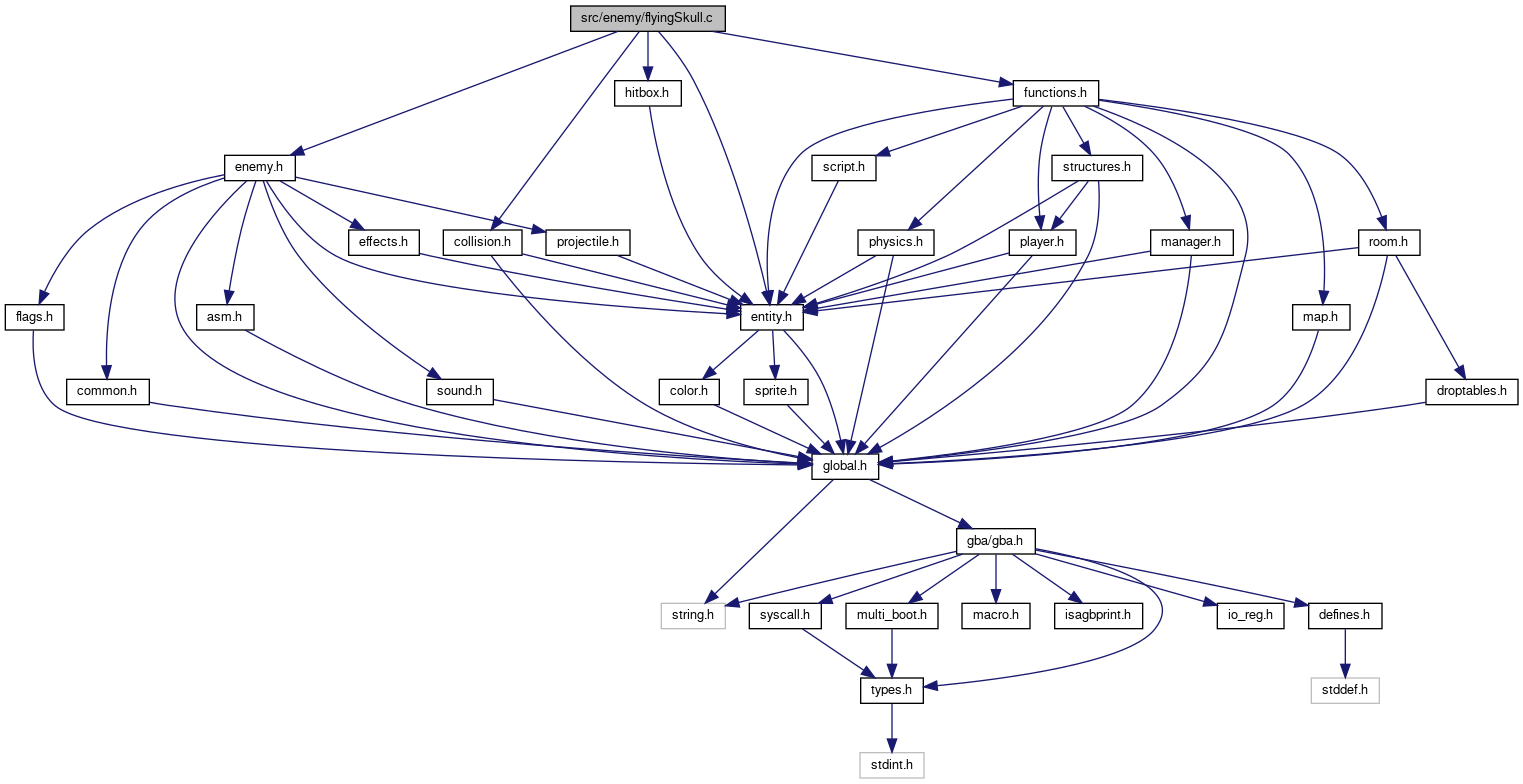 src/enemy/flyingSkull.c
hitbox.h
functions.h
enemy.h
script.h
structures.h
effects.h
collision.h
projectile.h
physics.h
player.h
manager.h
room.h
flags.h
asm.h
entity.h
map.h
common.h
sound.h
color.h
sprite.h
droptables.h
global.h
gba/gba.h
string.h
syscall.h
multi_boot.h
macro.h
isagbprint.h
io_reg.h
defines.h
types.h
stddef.h
stdint.h